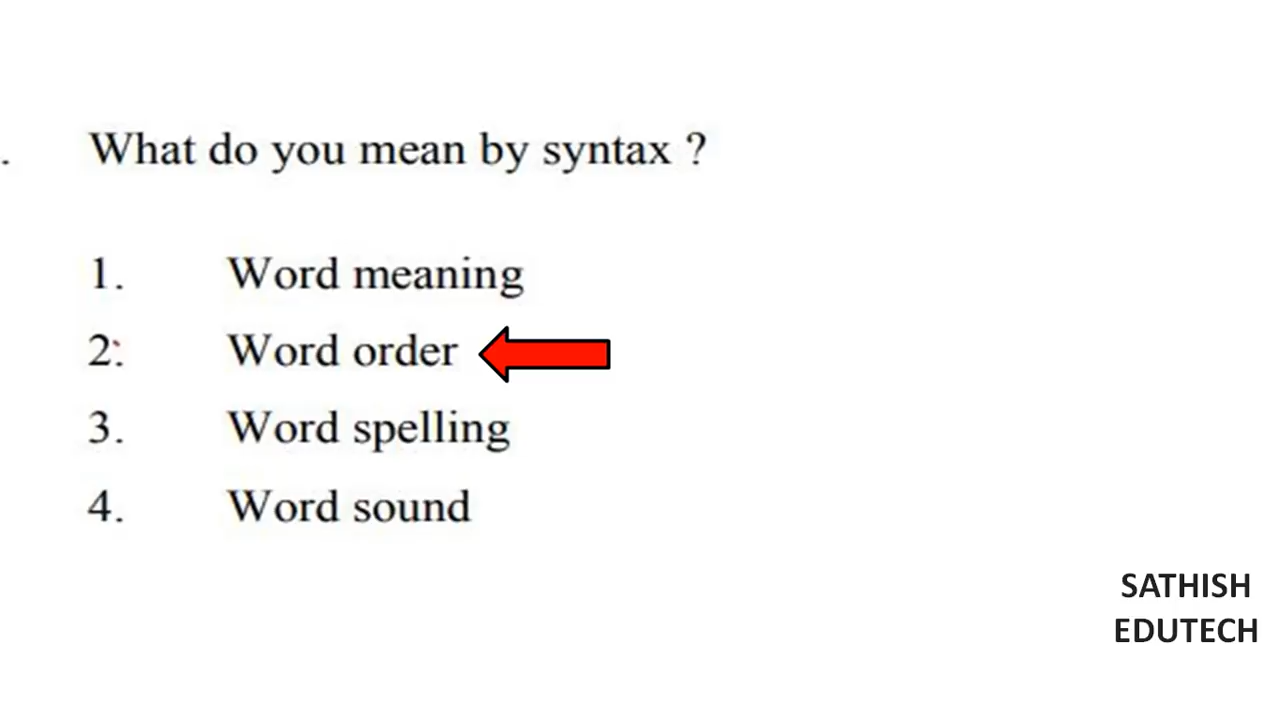 . What do you mean by syntax ?
1. Word meaning
2. Word order
3. Word spelling
4. Word sound
SATHISH
EDUTECH